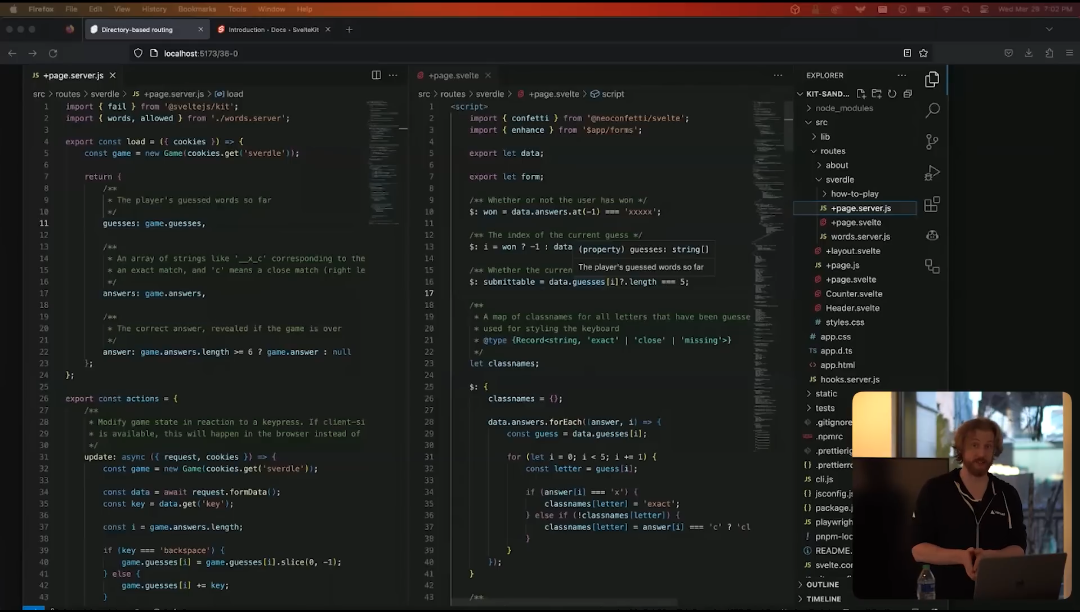 Firefox File Edit View History Bookmarks Tools Window Help
Wed Mar 29 7:02 PM
Directory-based routing
Introduction • Docs • SvelteKit
localhost:5173/36-0
+page.server.js
src > routes > sverdle > +page.server.js > load
1 import { fail } from '@sveltejs/kit';
2 import { words, allowed } from './words.server';
3
4 export const load = ({ cookies }) => {
5 const game = new Game(cookies.get('sverdle'));
6
7 return {
8 /**
9 * The player's guessed words so far
10 */
11 guesses: game.guesses,
12
13 /**
14 * An array of strings like '__x_c' corresponding to the
15 * an exact match, and 'c' means a close match (right le
16 */
17 answers: game.answers,
18
19 /**
20 * The correct answer, revealed if the game is over
21 */
22 answer: game.answers.length >= 6 ? game.answer : null
23 };
24 };
25
26 export const actions = {
27 /**
28 * Modify game state in reaction to a keypress. If client-si
29 * is available, this will happen in the browser instead of
30 */
31 update: async ({ request, cookies }) => {
32 const game = new Game(cookies.get('sverdle'));
33
34 const data = await request.formData();
35 const key = data.get('key');
36
37 const i = game.answers.length;
38
39 if (key === 'backspace') {
40 game.guesses[i] = game.guesses[i].slice(0, -1);
41 } else {
42 game.guesses[i] += key;
43 }
+page.svelte
src > routes > sverdle > +page.svelte > script
1 <script>
2 import { confetti } from '@neoconfetti/svelte';
3 import { enhance } from '$app/forms';
4
5 export let data;
6
7 export let form;
8
9 /** Whether or not the user has won */
10 $: won = data.answers.at(-1) === 'xxxxx';
11
12 /** The index of the current guess */
13 $: i = won ? -1 : data
(property) guesses: string[]
The player's guessed words so far
14
15 /** Whether the curren
16 $: submittable = data.guesses[i]?.length === 5;
17
18 /**
19 * A map of classnames for all letters that have been guesse
20 * used for styling the keyboard
21 * @type {Record<string, 'exact' | 'close' | 'missing'>}
22 */
23 let classnames;
24
25 $: {
26 classnames = {};
27
28 data.answers.forEach((answer, i) => {
29 const guess = data.guesses[i];
30
31 for (let i = 0; i < 5; i += 1) {
32 const letter = guess[i];
33
34 if (answer[i] === 'x') {
35 classnames[letter] = 'exact';
36 } else if (!classnames[letter]) {
37 classnames[letter] = answer[i] === 'c' ? 'cl
38 }
39 }
40 });
41 }
42
43 /**
EXPLORER
KIT-SAND...
node_modules
src
lib
routes
about
sverdle
how-to-play
+page.server.js
+page.svelte
words.server.js
+layout.svelte
+page.js
+page.svelte
Counter.svelte
Header.svelte
styles.css
app.css
app.d.ts
app.html
hooks.server.js
static
tests
.gitignore
.npmrc
.prettierig
.prettierrc
cli.js
jsconfig.js
package.
playwrigh
pnpm-lo
README.
svelte.co
OUTLINE
TIMELINE